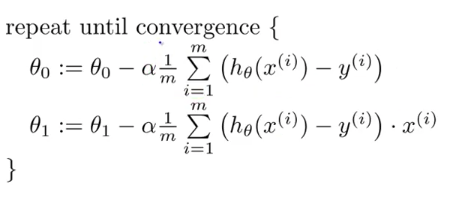 repeat until convergence {
θ₀ := θ₀ − α 1/m ∑_{i=1}^{m} (h_θ(x^{(i)}) − y^{(i)})
θ₁ := θ₁ − α 1/m ∑_{i=1}^{m} (h_θ(x^{(i)}) − y^{(i)}) · x^{(i)}
}